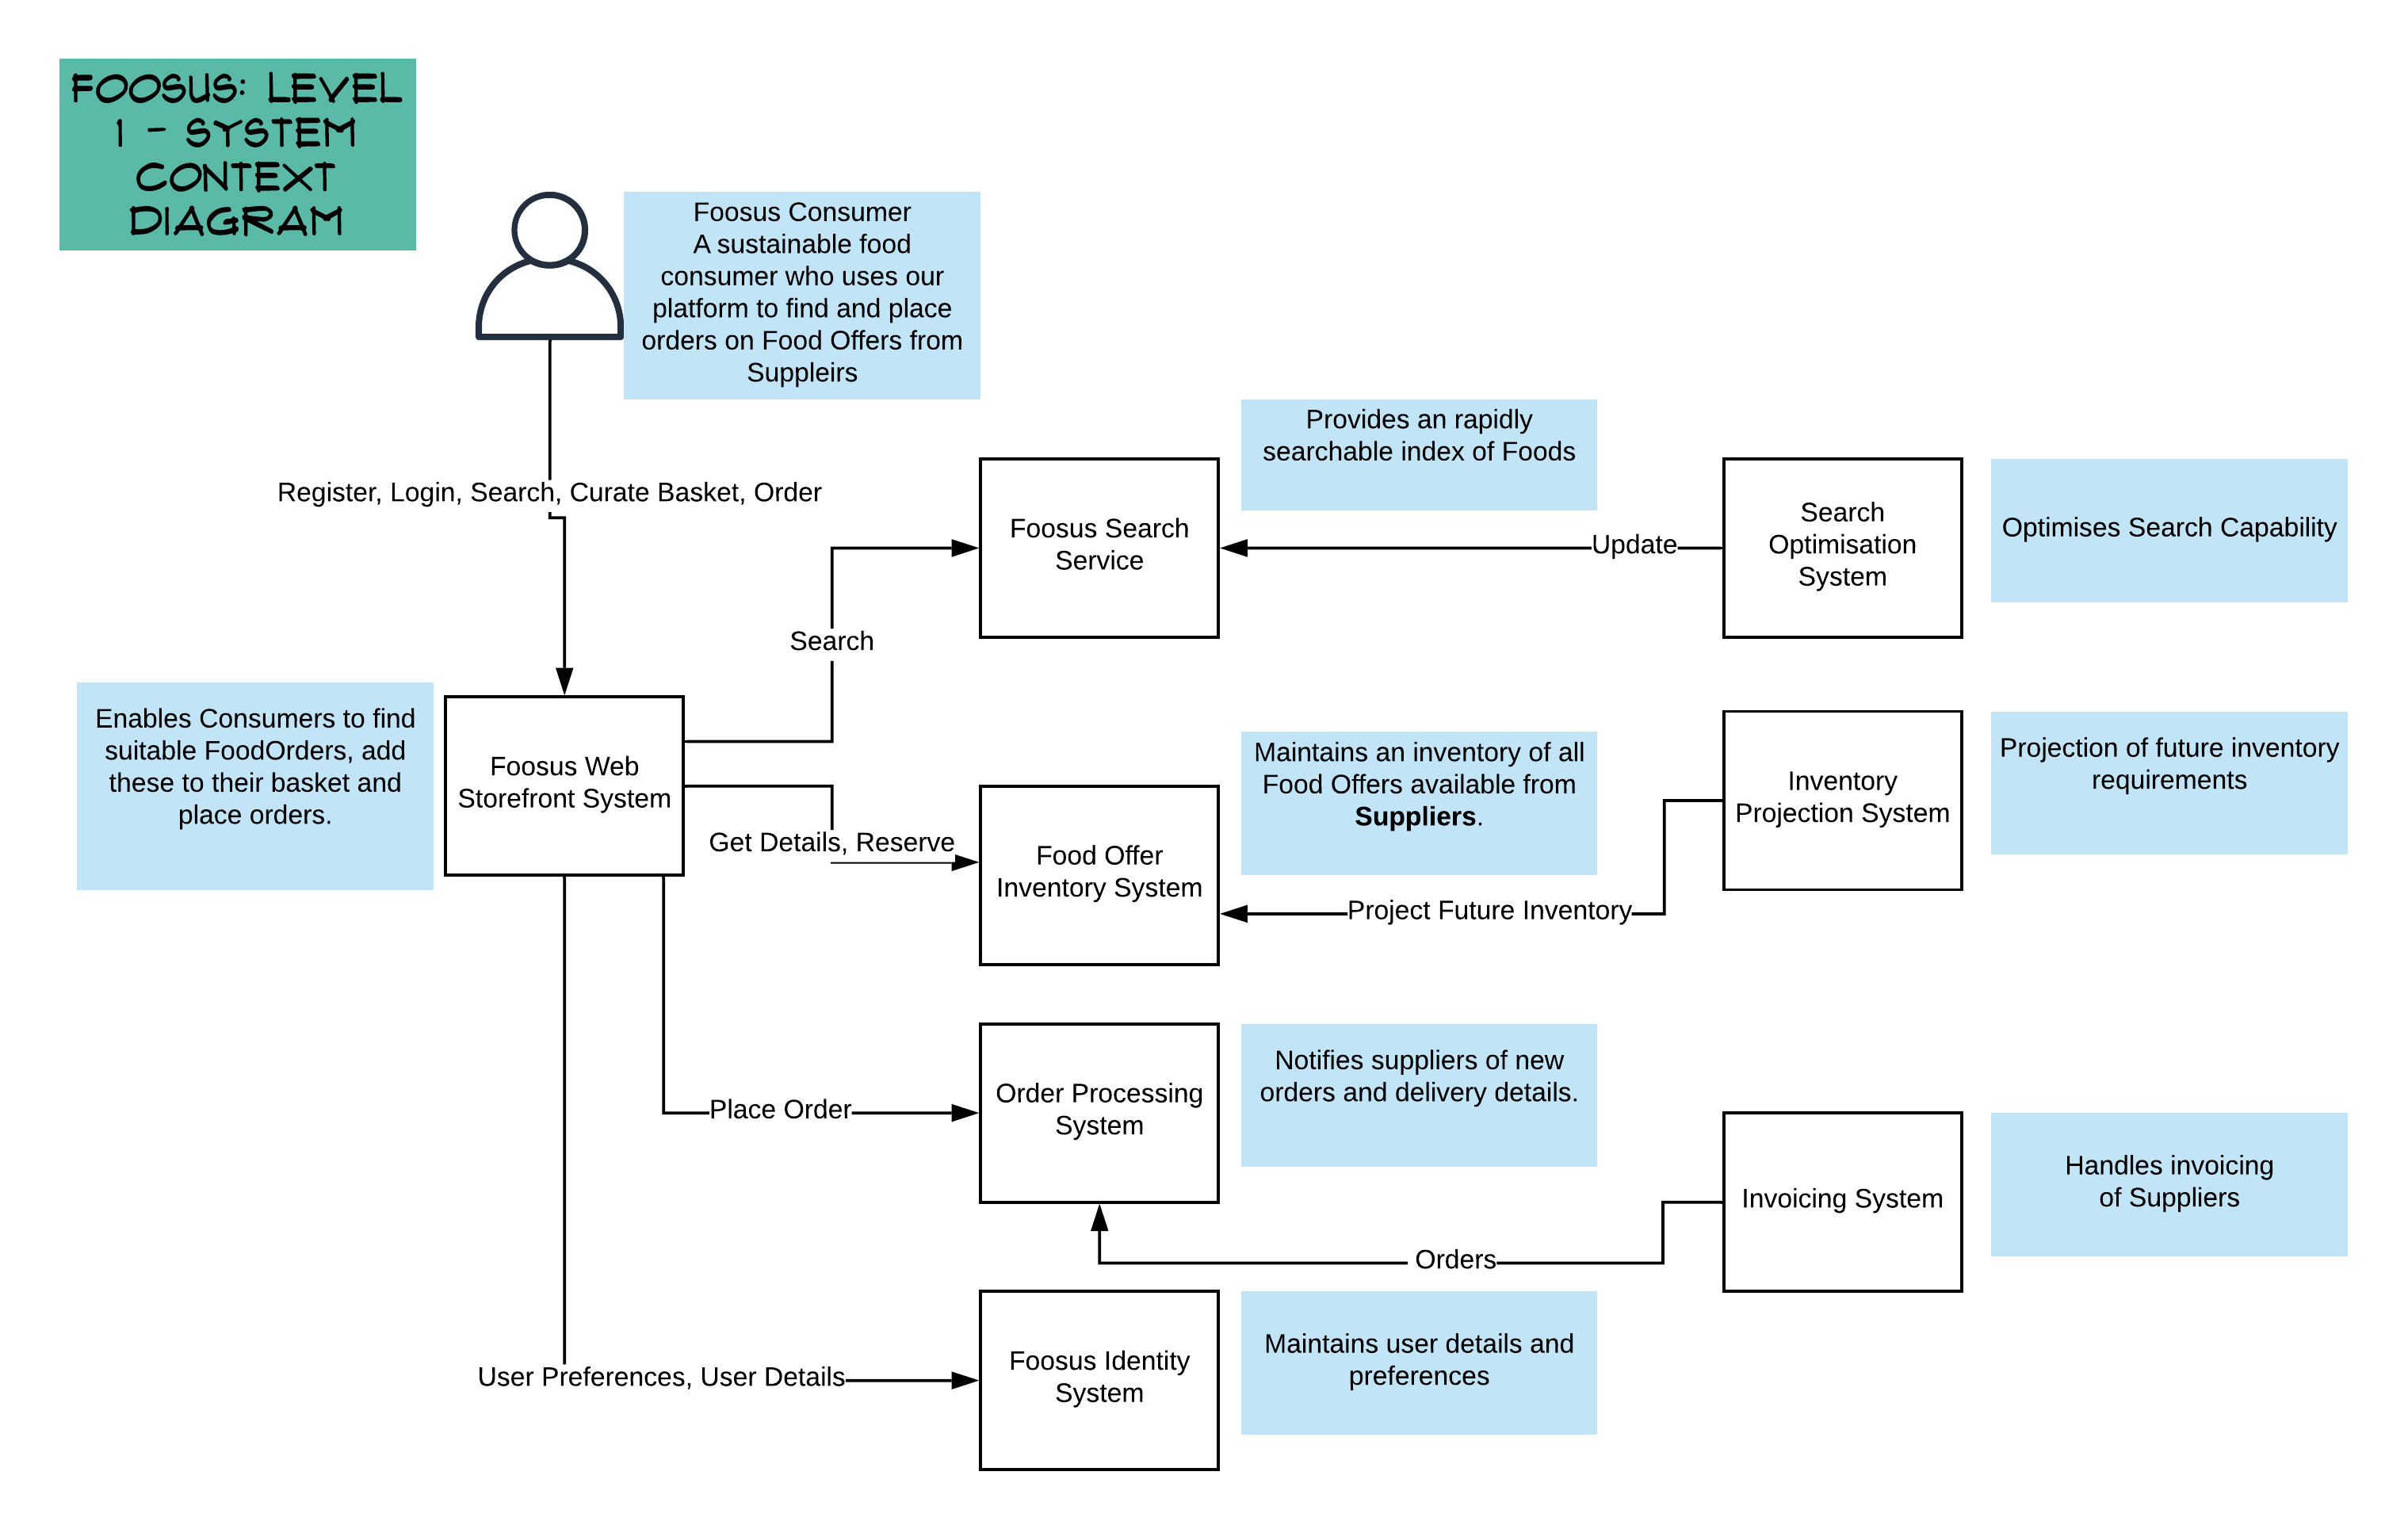 FOOSUS: LEVEL
1 - SYSTEM
CONTEXT
DIAGRAM
Foosus Consumer
A sustainable food
consumer who uses our
platform to find and place
orders on Food Offers from
Suppleirs
Register, Login, Search, Curate Basket, Order
Provides an rapidly
searchable index of Foods
Foosus Search
Service
Update
Search
Optimisation
System
Optimises Search Capability
Search
Enables Consumers to find
suitable FoodOrders, add
these to their basket and
place orders.
Foosus Web
Storefront System
Get Details, Reserve
Food Offer
Inventory System
Maintains an inventory of all
Food Offers available from
Suppliers.
Project Future Inventory
Inventory
Projection System
Projection of future inventory
requirements
Place Order
Order Processing
System
Notifies suppliers of new
orders and delivery details.
Orders
Invoicing System
Handles invoicing
of Suppliers
User Preferences, User Details
Foosus Identity
System
Maintains user details and
preferences